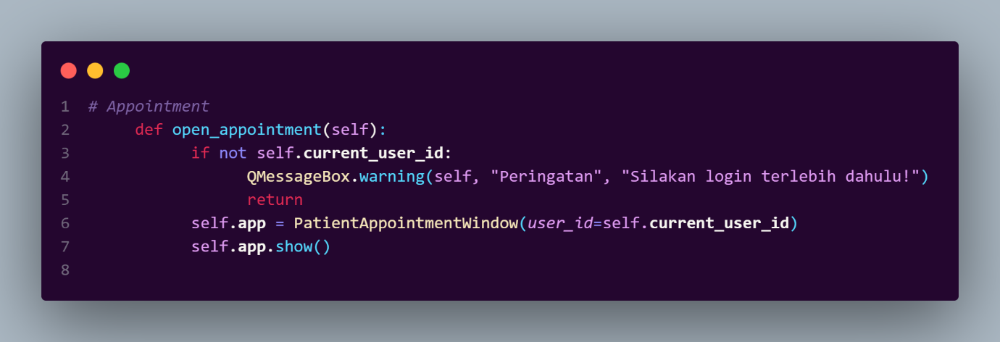 1 # Appointment
2 def open_appointment(self):
3 if not self.current_user_id:
4 QMessageBox.warning(self, "Peringatan", "Silakan login terlebih dahulu!")
5 return
6 self.app = PatientAppointmentWindow(user_id=self.current_user_id)
7 self.app.show()
8